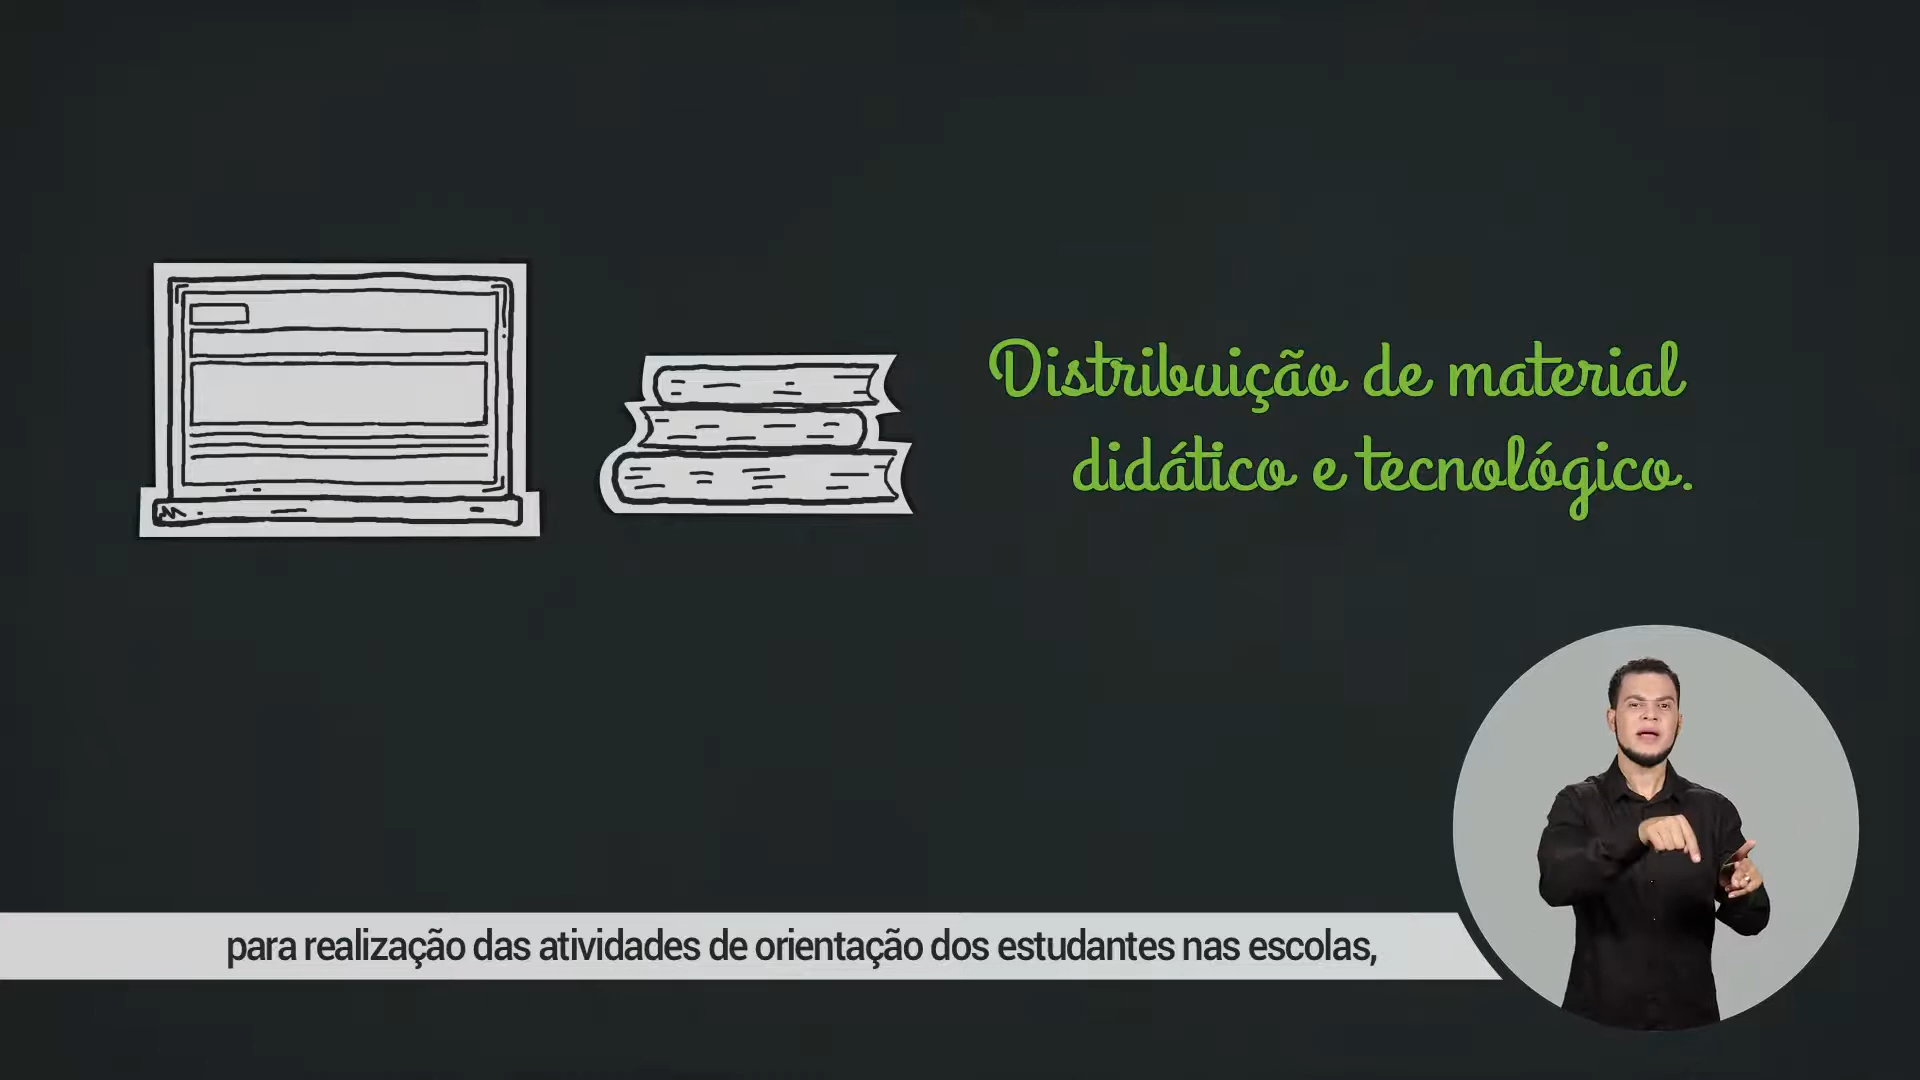 Distribuição de material
didático e tecnológico.
para realização das atividades de orientação dos estudantes nas escolas,